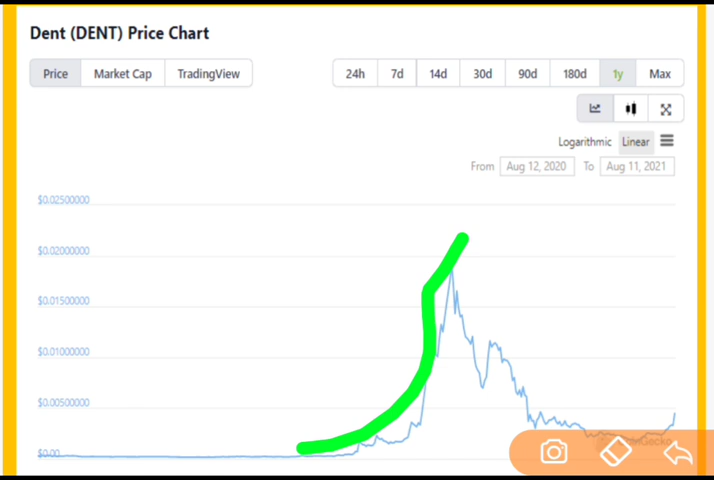 Dent (DENT) Price Chart
Price Market Cap TradingView 24h 7d 14d 30d 90d 180d 1y Max
Logarithmic Linear
From Aug 12, 2020 To Aug 11, 2021
$0.02500000
$0.02000000
$0.01500000
$0.01000000
$0.00500000
$0.00